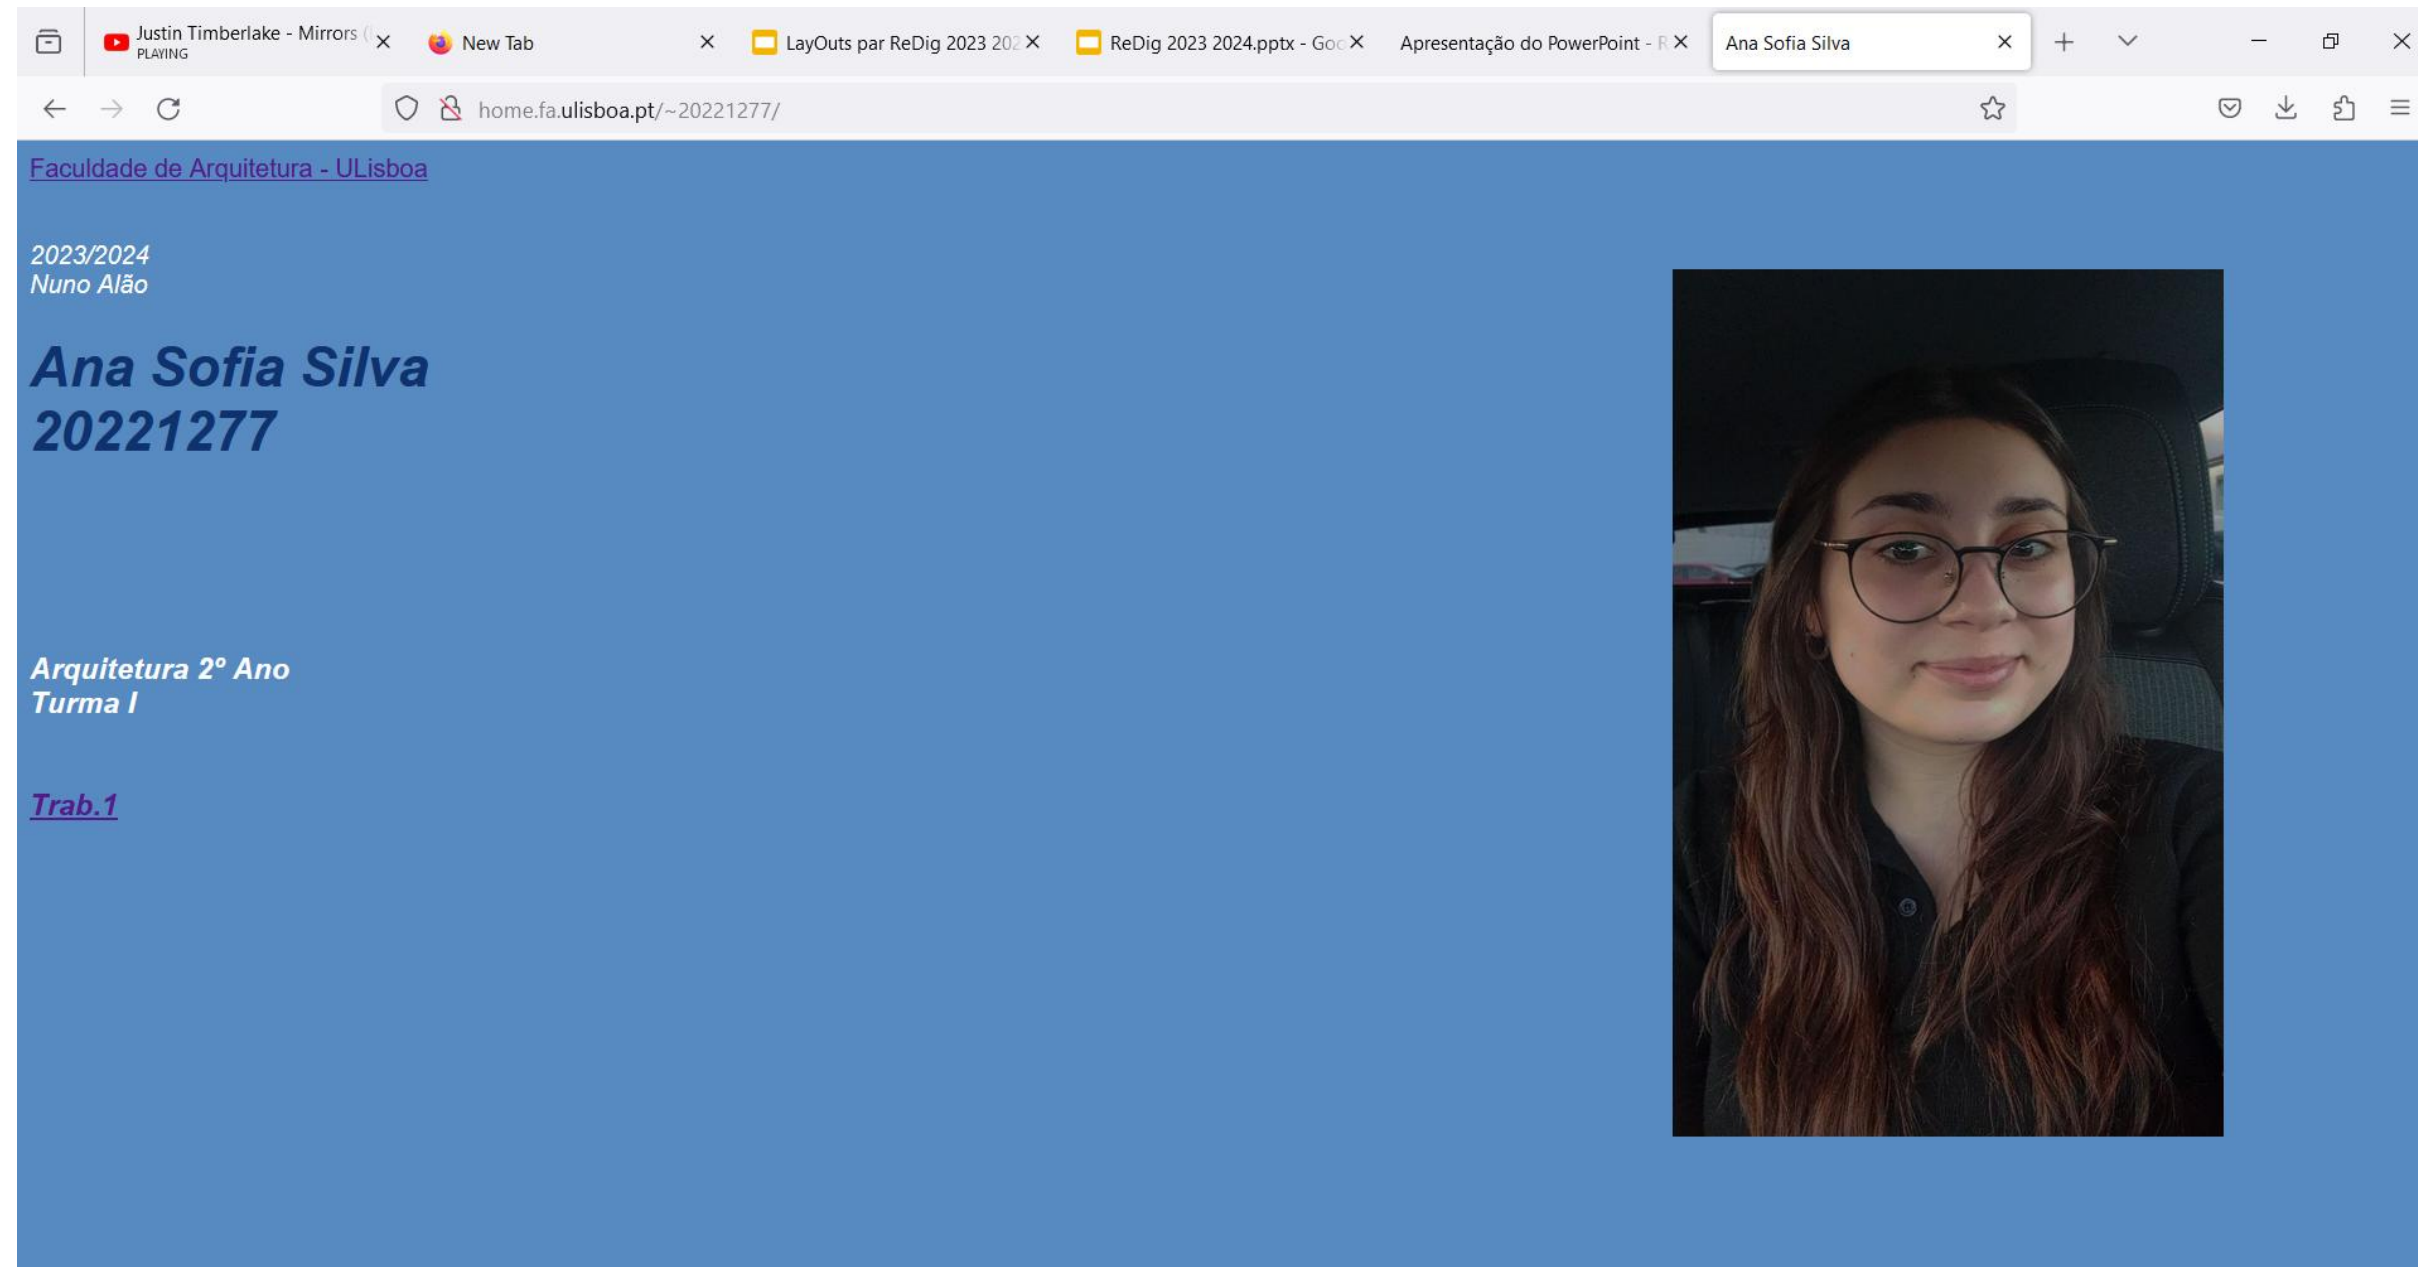 Justin Timberlake - Mirrors (
PLAYING
New Tab
LayOuts par ReDig 2023 202
ReDig 2023 2024.pptx - Goo
Apresentação do PowerPoint - R
Ana Sofia Silva
home.fa.ulisboa.pt/~20221277/
Faculdade de Arquitetura - ULisboa
2023/2024
Nuno Alão
Ana Sofia Silva
20221277
Arquitetura 2º Ano
Turma I
Trab.1